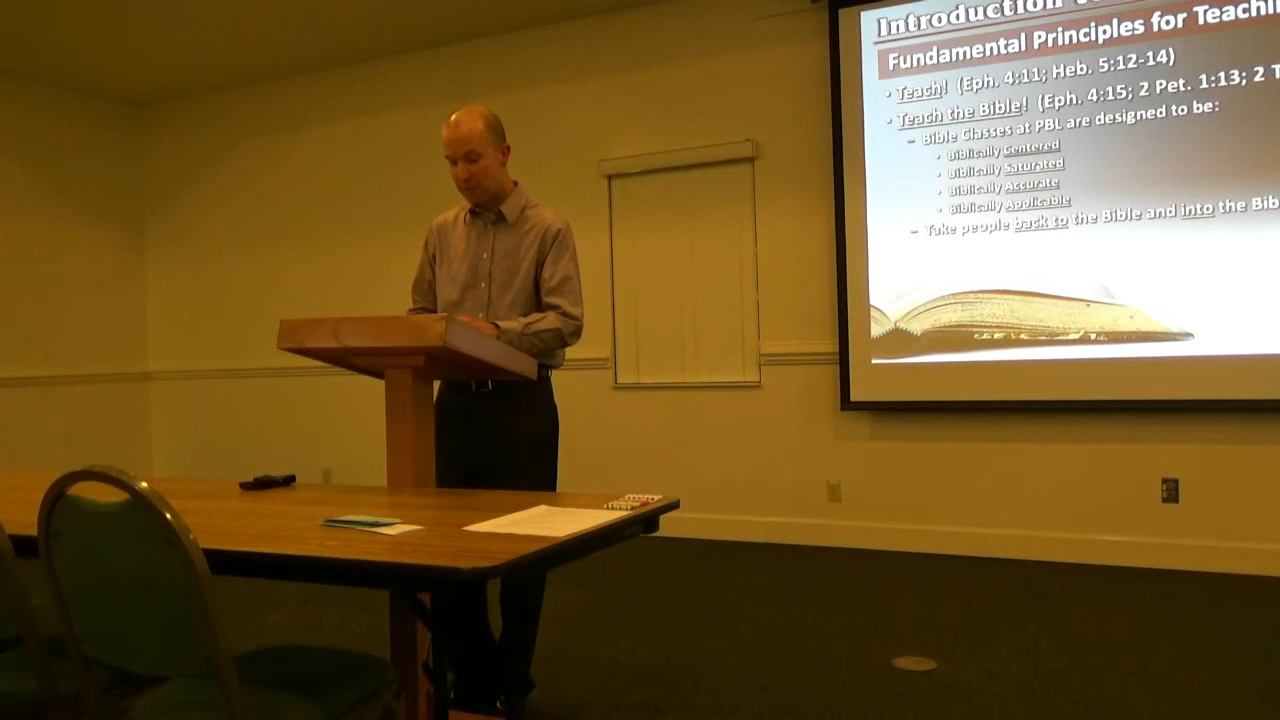 Introduction
Fundamental Principles for Teachi
• Teach! (Eph. 4:11; Heb. 5:12-14)
• Teach the Bible! (Eph. 4:15; 2 Pet. 1:13; 2 T
– Bible Classes at PBL are designed to be:
• Biblically Centered
• Biblically Saturated
• Biblically Accurate
• Biblically Applicable
– Take people back to the Bible and into the Bib